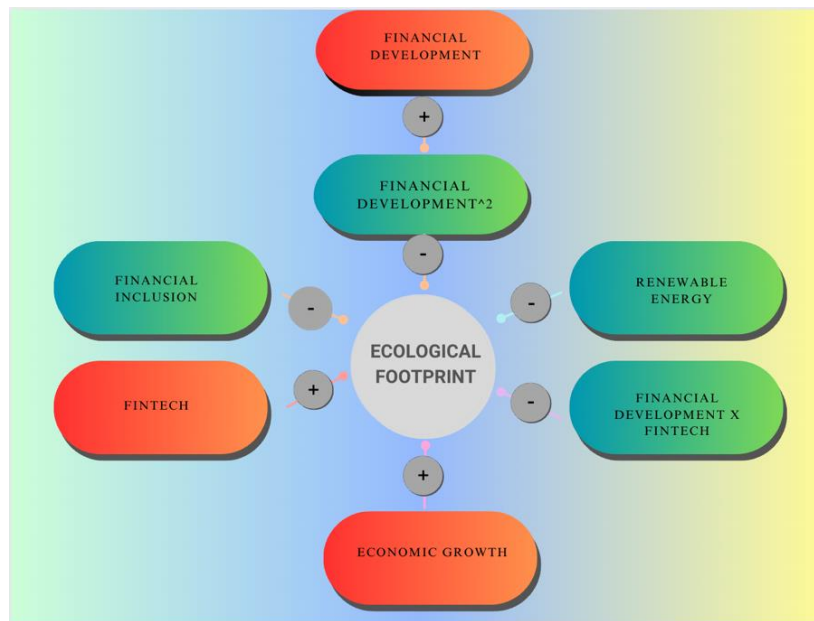 FINANCIAL
DEVELOPMENT
+
FINANCIAL
DEVELOPMENT^2
-
FINANCIAL
INCLUSION
-
-
RENEWABLE
ENERGY
ECOLOGICAL
FOOTPRINT
FINTECH
+
-
FINANCIAL
DEVELOPMENT X
FINTECH
+
ECONOMIC GROWTH